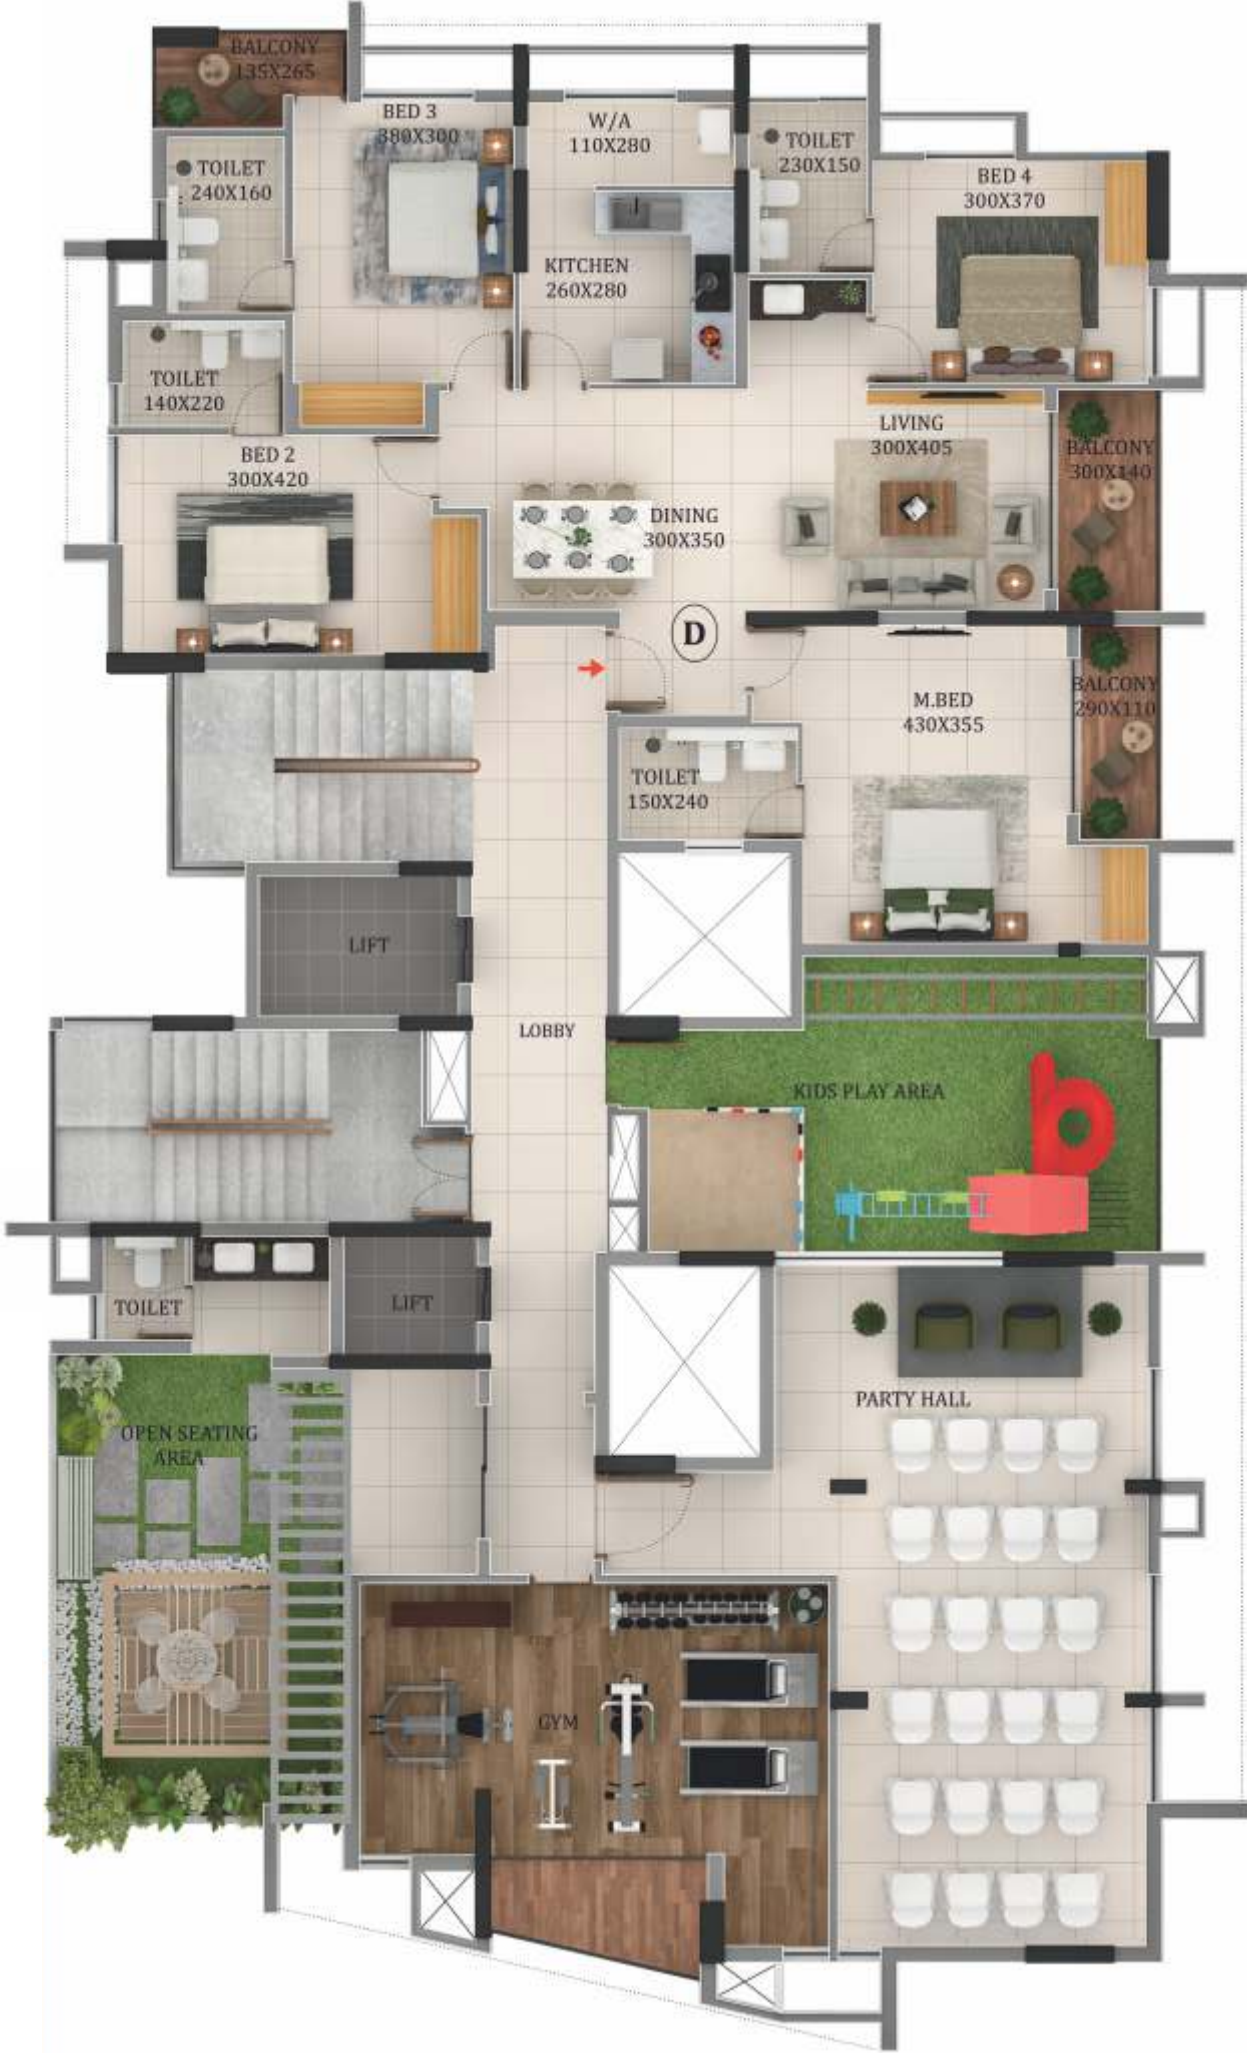 BALCONY
135X265
BED 3
380X300
W/A
110X280
TOILET
230X150
TOILET
240X160
BED 4
300X370
KITCHEN
260X280
TOILET
140X220
BED 2
300X420
LIVING
300X405
BALCONY
300X140
DINING
300X350
D
M.BED
430X355
BALCONY
290X110
TOILET
150X240
LIFT
LOBBY
KIDS PLAY AREA
TOILET
LIFT
PARTY HALL
OPEN SEATING
AREA
GYM